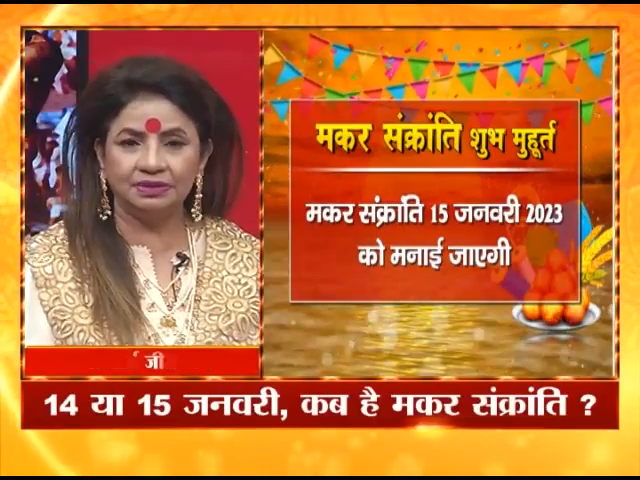 मकर संक्रांति शुभ मुहूर्त
मकर संक्रांति 15 जनवरी 2023
को मनाई जाएगी
जी
14 या 15 जनवरी, कब है मकर संक्रांति ?